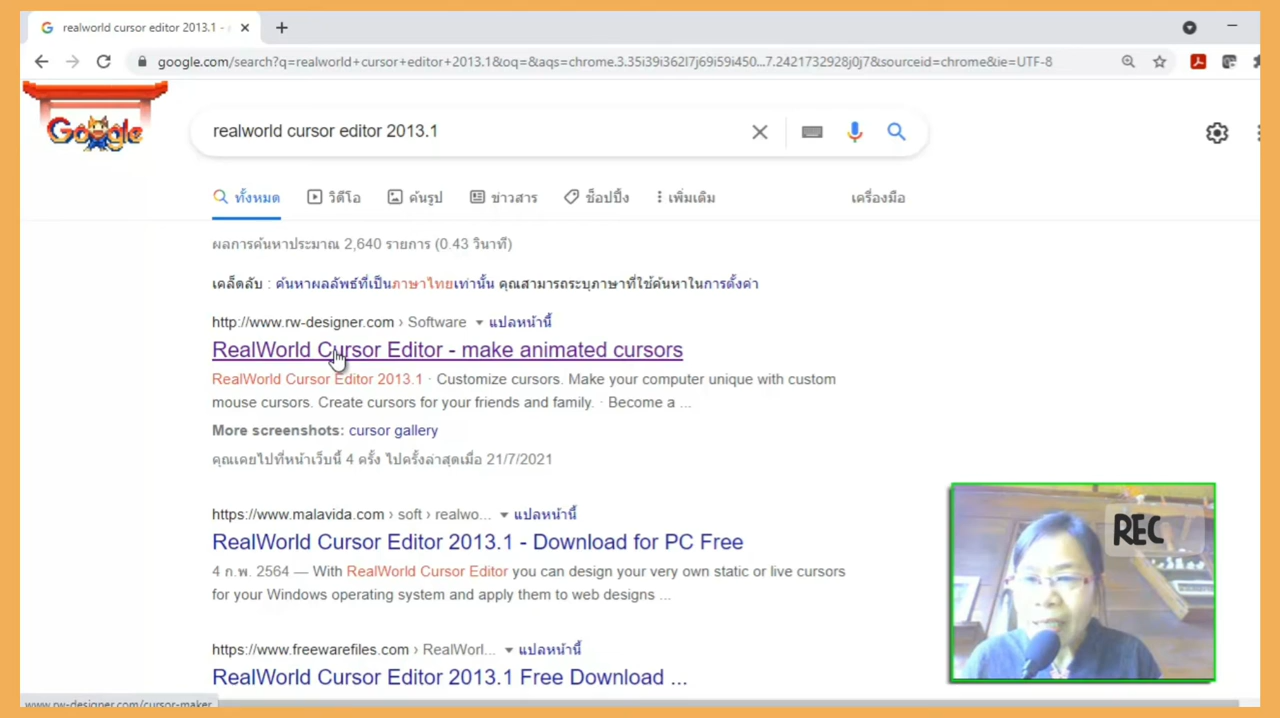 realworld cursor editor 2013.1 -
google.com/search?q=realworld+cursor+editor+2013.1&oq=&aqs=chrome.3.35i39i362l7j69i59i450...7.2421732928j0j7&sourceid=chrome&ie=UTF-8
Google
realworld cursor editor 2013.1
ทั้งหมด วิดีโอ ค้นรูป ข่าวสาร ช็อปปิ้ง เพิ่มเติม เครื่องมือ
ผลการค้นหาประมาณ 2,640 รายการ (0.43 วินาที)
เคล็ดลับ : ค้นหาผลลัพธ์ที่เป็นภาษาไทยเท่านั้น คุณสามารถระบุภาษาที่ใช้ค้นหาในการตั้งค่า
http://www.rw-designer.com › Software แปลหน้านี้
RealWorld Cursor Editor - make animated cursors
RealWorld Cursor Editor 2013.1 · Customize cursors. Make your computer unique with custom
mouse cursors. Create cursors for your friends and family. · Become a ...
More screenshots: cursor gallery
คุณเคยไปที่หน้าเว็บนี้ 4 ครั้ง ไปครั้งล่าสุดเมื่อ 21/7/2021
https://www.malavida.com › soft › realwo... แปลหน้านี้
RealWorld Cursor Editor 2013.1 - Download for PC Free
4 ก.พ. 2564 — With RealWorld Cursor Editor you can design your very own static or live cursors
for your Windows operating system and apply them to web designs ...
REC
https://www.freewarefiles.com › RealWorl... แปลหน้านี้
RealWorld Cursor Editor 2013.1 Free Download ...
www.rw-designer.com/cursor-maker